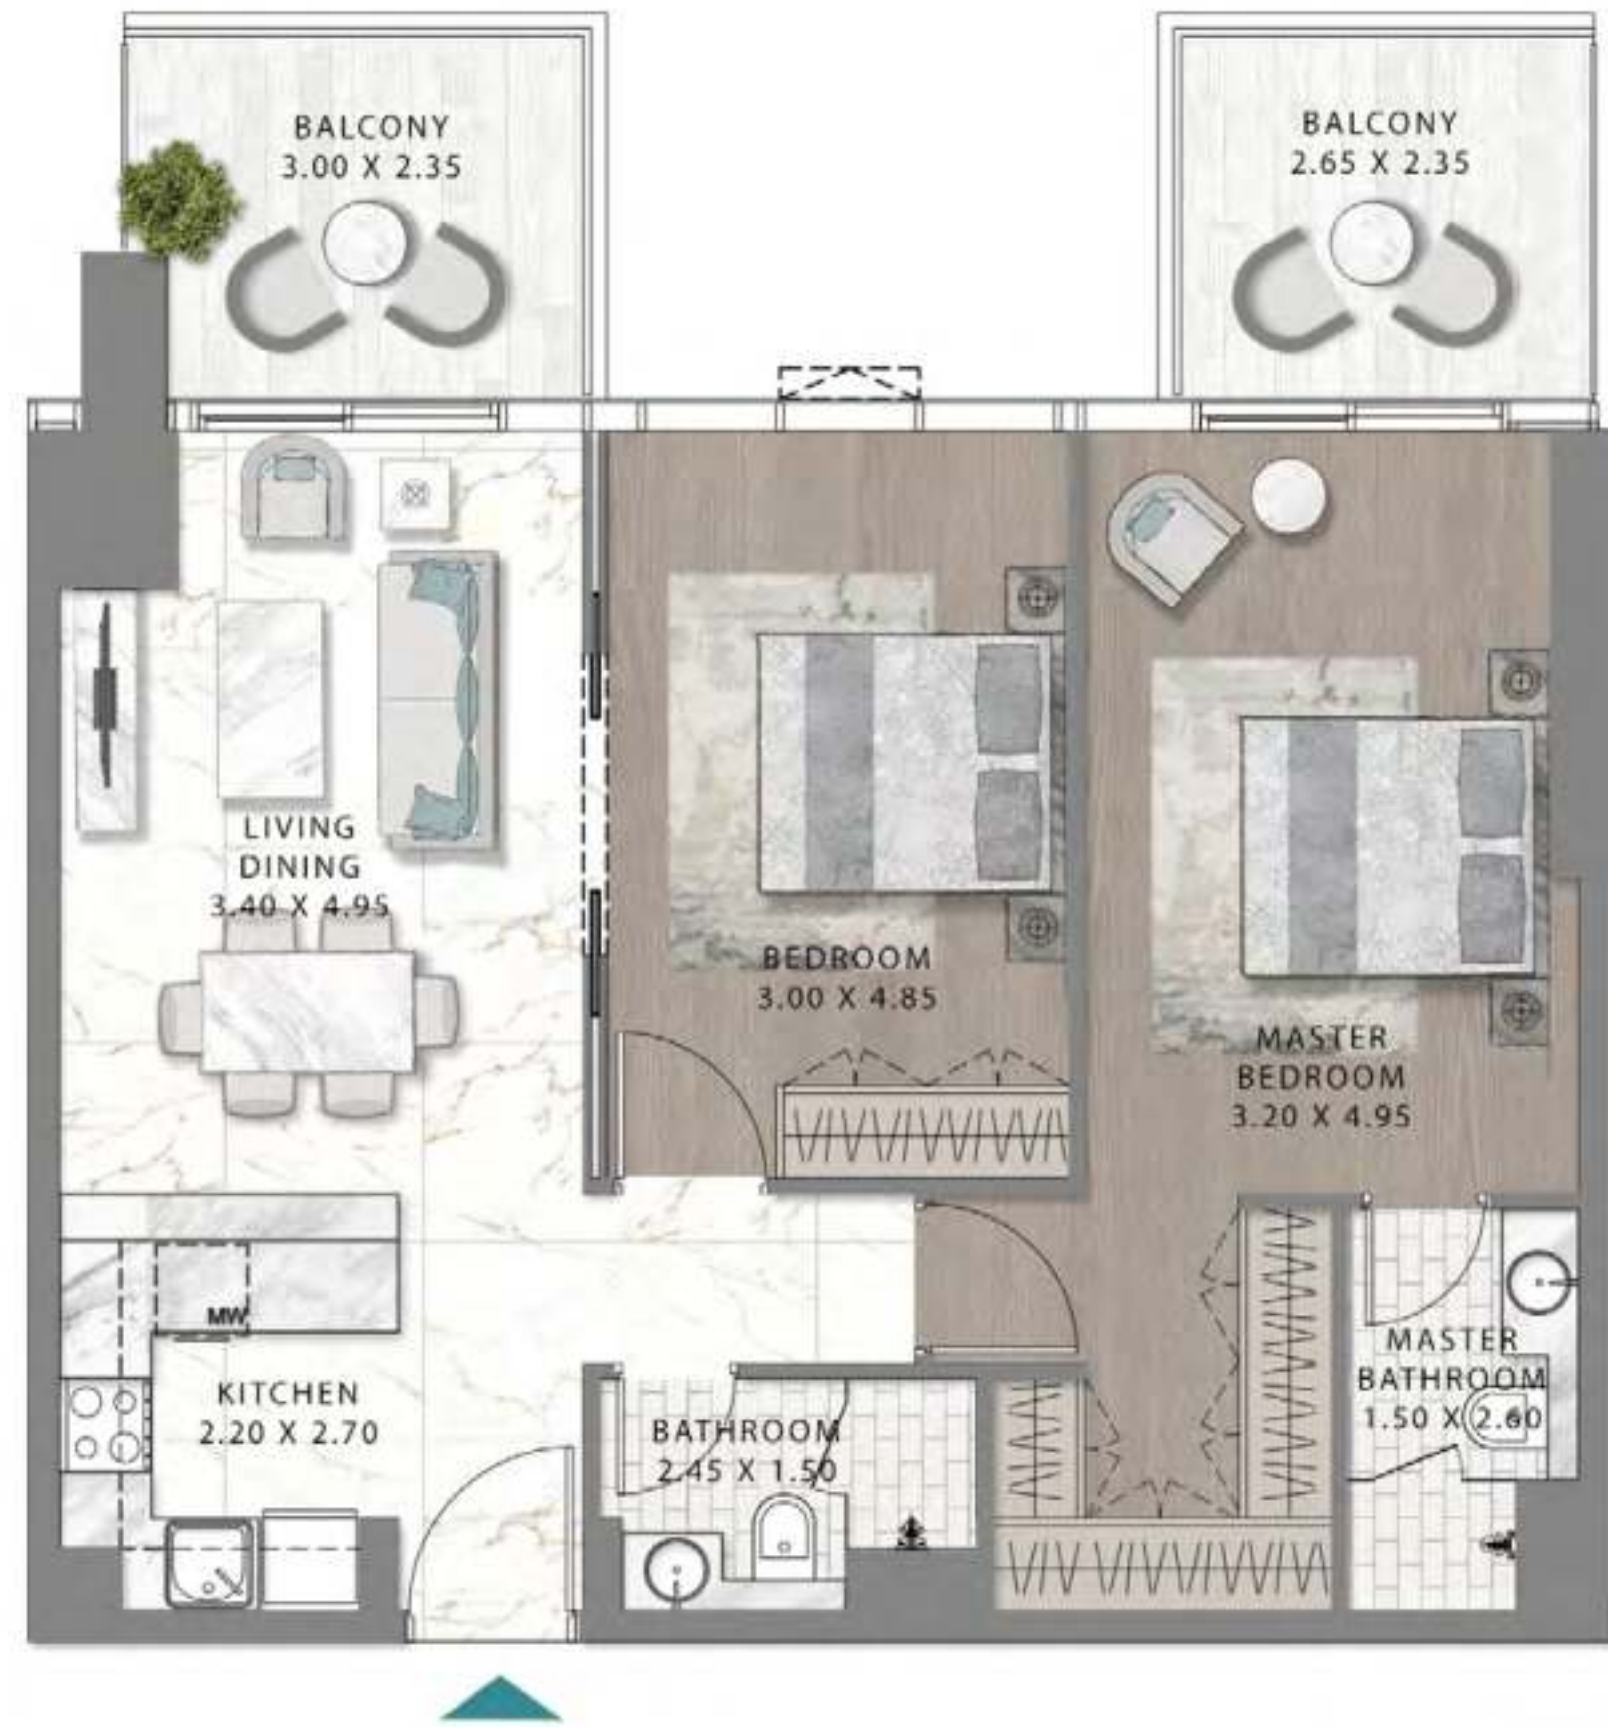 BALCONY
3.00 X 2.35
BALCONY
2.65 X 2.35
LIVING
DINING
3.40 X 4.95
BEDROOM
3.00 X 4.85
MASTER
BEDROOM
3.20 X 4.95
MW
KITCHEN
2.20 X 2.70
BATHROOM
2.45 X 1.50
MASTER
BATHROOM
1.50 X 2.60